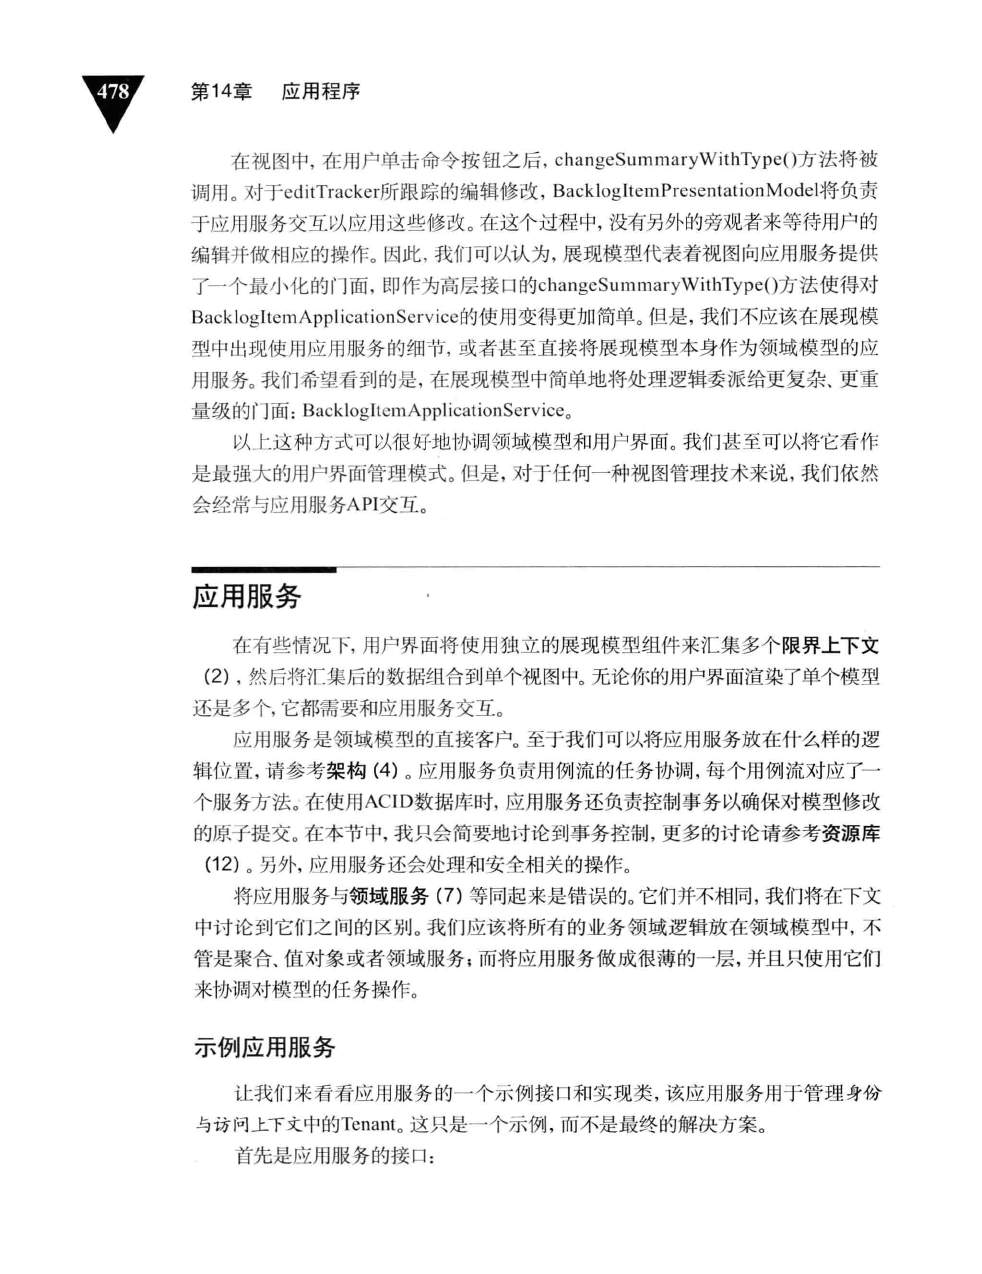 478
第14章 应用程序
在视图中, 在用户单击命令按钮之后, changeSummaryWithType()方法将被
调用。对于editTracker所跟踪的编辑修改, BacklogItemPresentationModel将负责
于应用服务交互以应用这些修改。在这个过程中, 没有另外的旁观者来等待用户的
编辑并做相应的操作。因此, 我们可以认为, 展现模型代表着视图向应用服务提供
了一个最小化的门面, 即作为高层接口的changeSummaryWithType()方法使得对
BacklogItemApplicationService的使用变得更加简单。但是, 我们不应该在展现模
型中出现使用应用服务的细节, 或者甚至直接将展现模型本身作为领域模型的应
用服务。我们希望看到的是, 在展现模型中简单地将处理逻辑委派给更复杂、更重
量级的门面: BacklogItemApplicationService。
以上这种方式可以很好地协调领域模型和用户界面。我们甚至可以将它看作
是最强大的用户界面管理模式。但是, 对于任何一种视图管理技术来说, 我们依然
会经常与应用服务API交互。
应用服务
在有些情况下, 用户界面将使用独立的展现模型组件来汇集多个限界上下文
(2) , 然后将汇集后的数据组合到单个视图中。无论你的用户界面渲染了单个模型
还是多个, 它都需要和应用服务交互。
应用服务是领域模型的直接客户。至于我们可以将应用服务放在什么样的逻
辑位置, 请参考架构 (4) 。应用服务负责用例流的任务协调, 每个用例流对应了一
个服务方法。在使用ACID数据库时, 应用服务还负责控制事务以确保对模型修改
的原子提交。在本节中, 我只会简要地讨论到事务控制, 更多的讨论请参考资源库
(12) 。另外, 应用服务还会处理和安全相关的操作。
将应用服务与领域服务 (7) 等同起来是错误的。它们并不相同, 我们将在下文
中讨论到它们之间的区别。我们应该将所有的业务领域逻辑放在领域模型中, 不
管是聚合、值对象或者领域服务; 而将应用服务做成很薄的一层, 并且只使用它们
来协调对模型的任务操作。
示例应用服务
让我们来看看应用服务的一个示例接口和实现类, 该应用服务用于管理身份
与访问上下文中的Tenant。这只是一个示例, 而不是最终的解决方案。
首先是应用服务的接口: